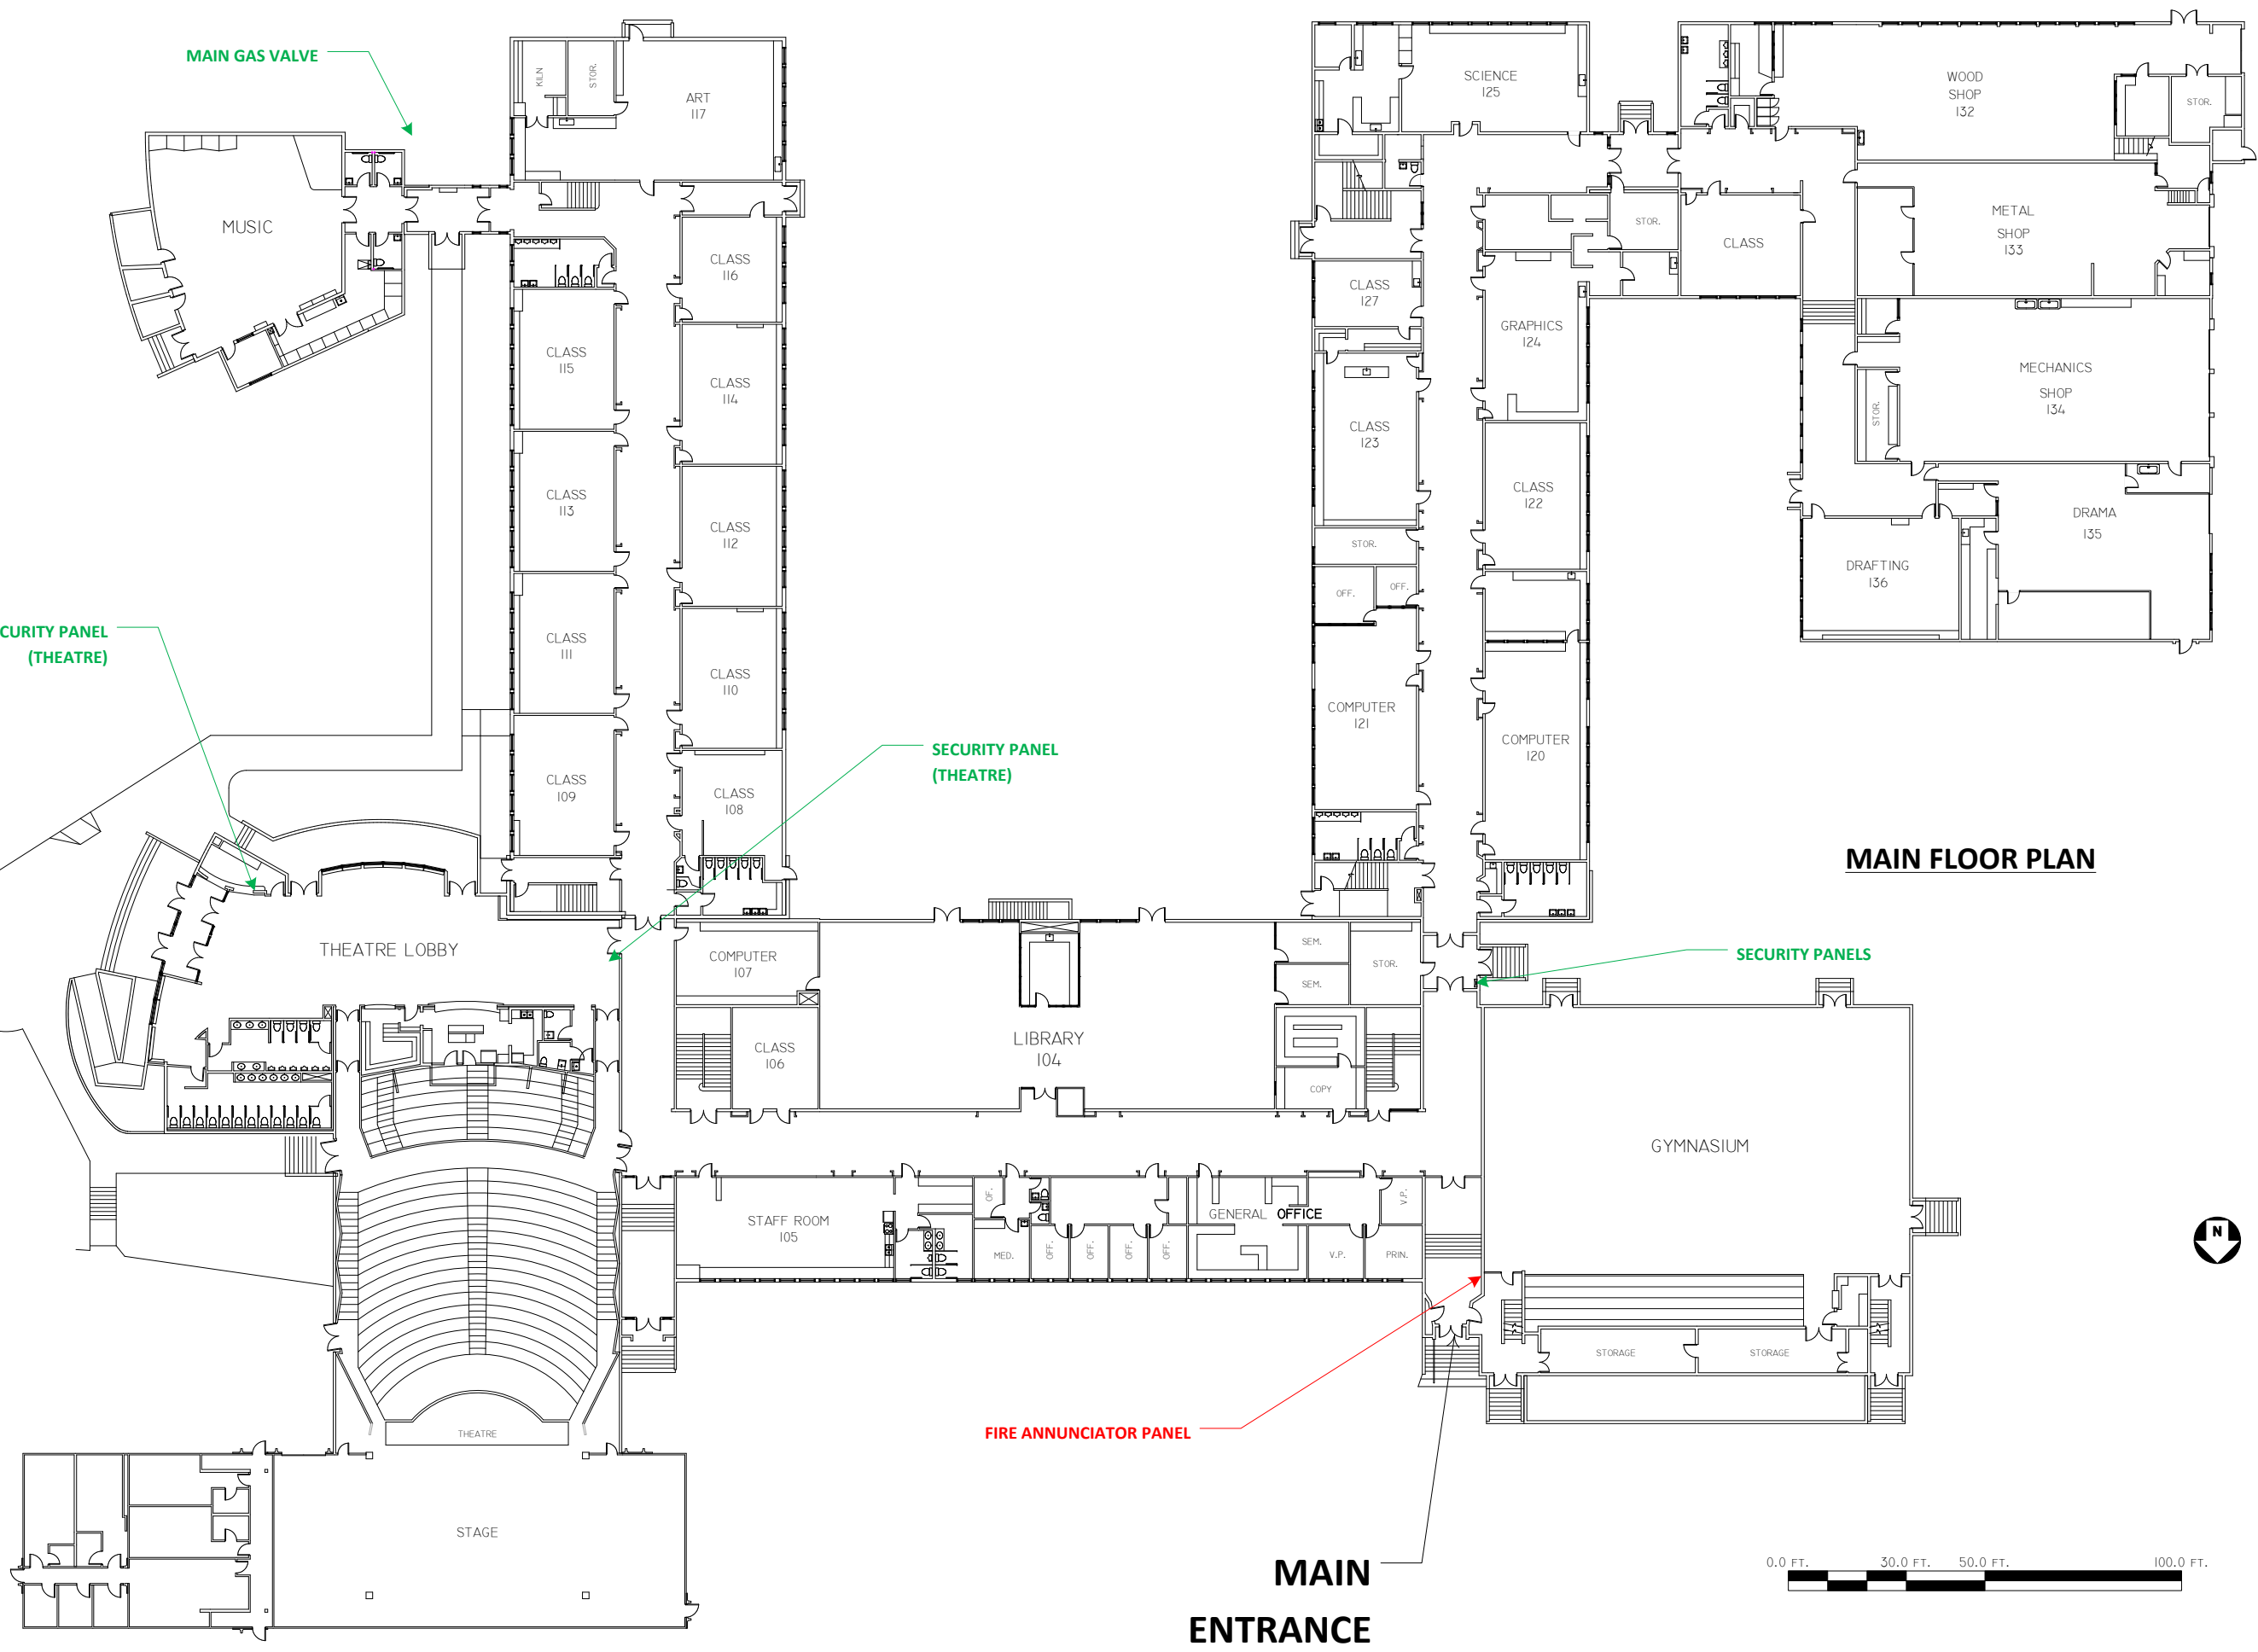 MAIN GAS VALVE
KILN
STOR.
ART
117
SCIENCE
125
WOOD
SHOP
132
STOR.
MUSIC
CLASS
116
STOR.
CLASS
METAL
SHOP
133
CLASS
127
CLASS
115
CLASS
114
GRAPHICS
124
MECHANICS
SHOP
134
STOR.
CLASS
123
CLASS
113
CLASS
112
CLASS
122
DRAMA
135
STOR.
DRAFTING
136
OFF.
OFF.
CURITY PANEL
(THEATRE)
CLASS
111
CLASS
110
COMPUTER
121
COMPUTER
120
SECURITY PANEL
(THEATRE)
CLASS
109
CLASS
108
MAIN FLOOR PLAN
THEATRE LOBBY
COMPUTER
107
SEM.
SEM.
STOR.
SECURITY PANELS
CLASS
106
LIBRARY
104
COPY
GYMNASIUM
STAFF ROOM
105
OF.
MED.
OFF.
OFF.
OFF.
OFF.
GENERAL OFFICE
V.P.
V.P.
PRIN.
N
STORAGE
STORAGE
FIRE ANNUNCIATOR PANEL
THEATRE
STAGE
MAIN
ENTRANCE
0.0 FT. 30.0 FT. 50.0 FT. 100.0 FT.